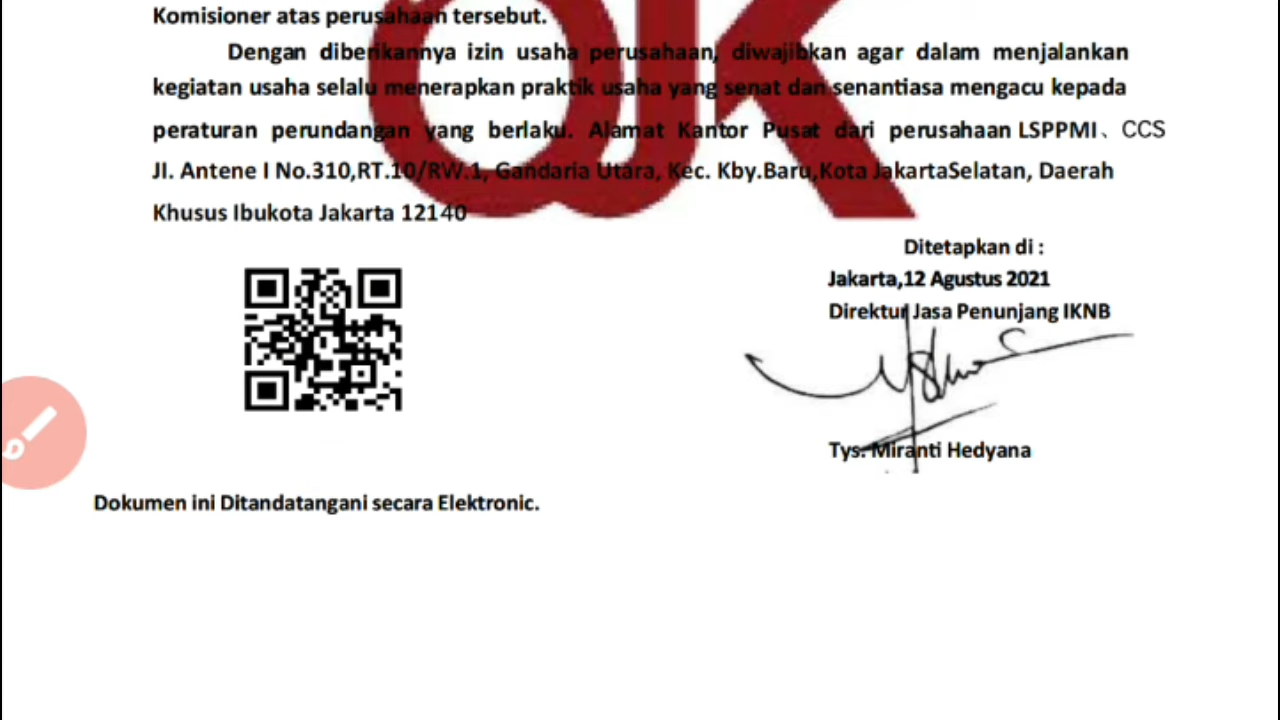 Komisioner atas perusahaan tersebut.
Dengan diberikannya izin usaha perusahaan, diwajibkan agar dalam menjalankan
kegiatan usaha selalu menerapkan praktik usaha yang senat dan senantiasa mengacu kepada
peraturan perundangan yang berlaku. Alamat Kantor Pusat dari perusahaan LSPPMI、CCS
Jl. Antene I No.310,RT.10/RW.1, Gandaria Utara, Kec. Kby.Baru,Kota JakartaSelatan, Daerah
Khusus Ibukota Jakarta 12140
Ditetapkan di :
Jakarta,12 Agustus 2021
Direktur Jasa Penunjang IKNB
Tys. Miranti Hedyana
Dokumen ini Ditandatangani secara Elektronic.